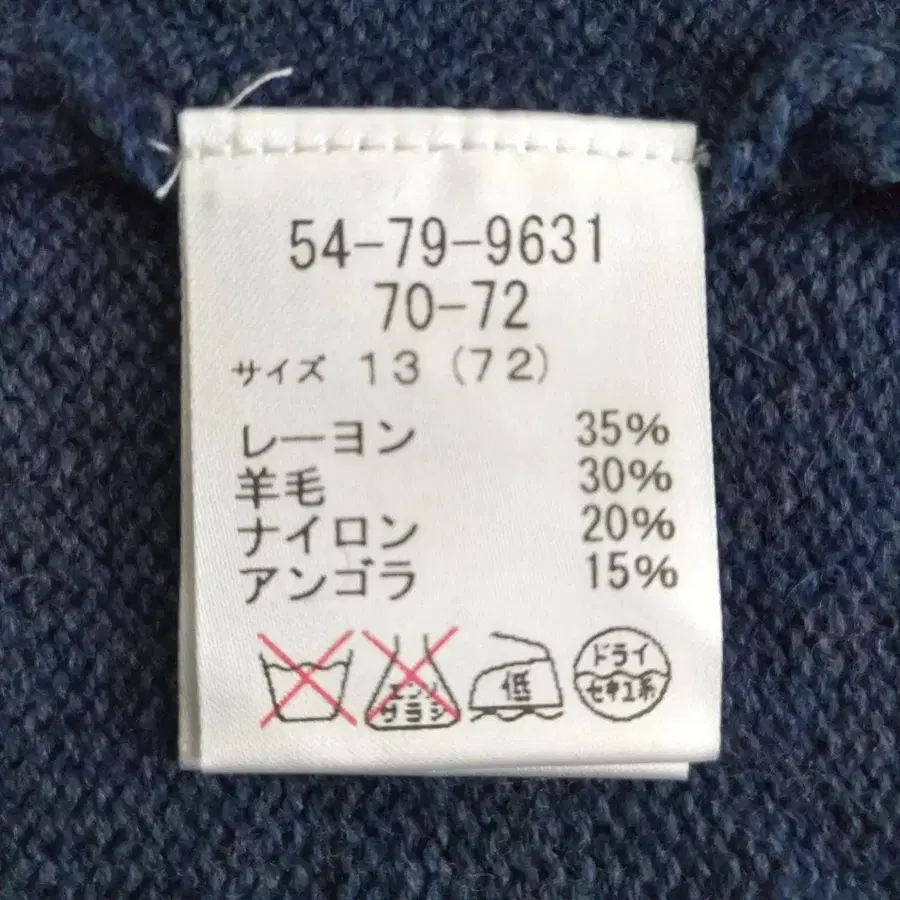 54-79-9631
70-72
サイズ 13(72)
レーヨン 35%
羊毛 30%
ナイロン 20%
アンゴラ 15%
エンソ サラシ 低 ドライ セキユ系